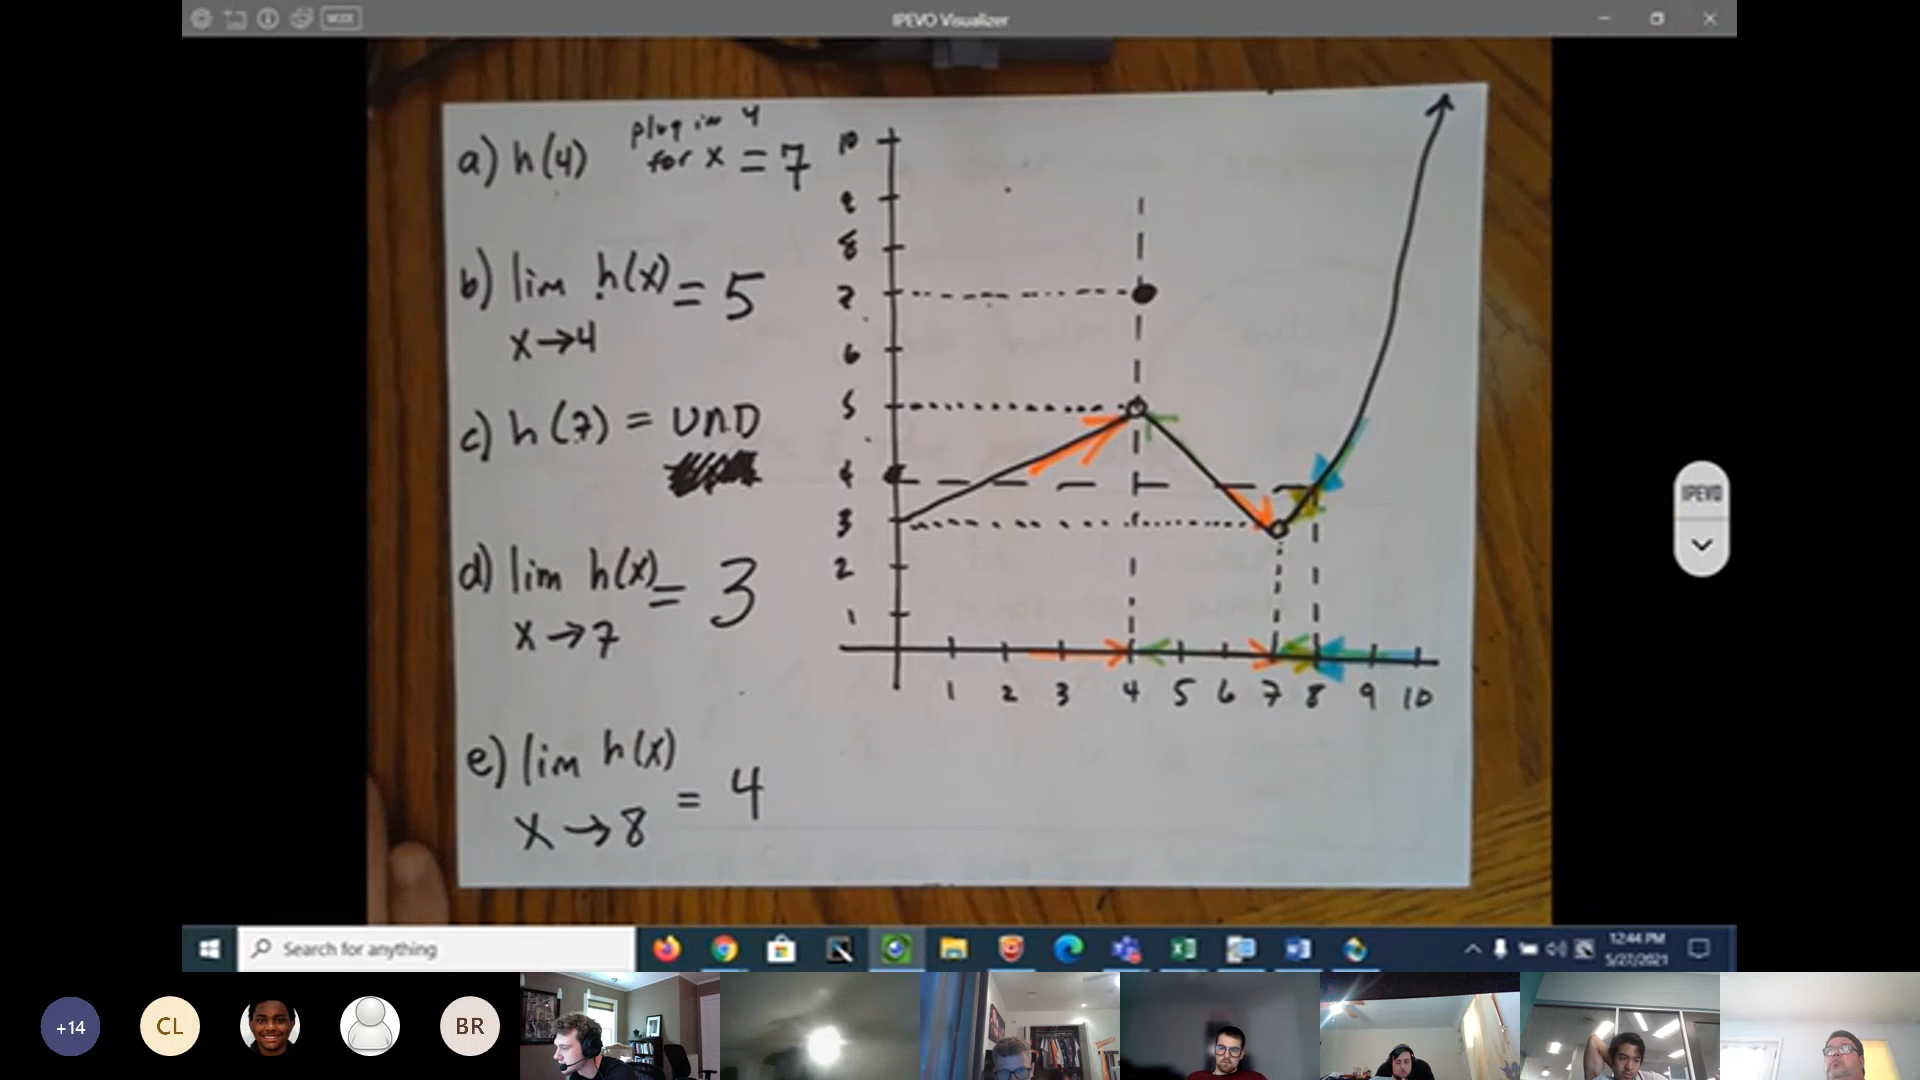 MODE
IPEVO Visualizer
plug in 4
a) h(4) for x = 7
b) lim h(x) = 5
x→4
c) h(7) = UND
d) lim h(x) = 3
x→7
e) lim h(x)
= 4
x→8
10
9
8
7
6
5
4
3
2
1
1 2 3 4 5 6 7 8 9 10
IPEVO
Search for anything
12:44 PM
5/27/2021
+14
CL
BR